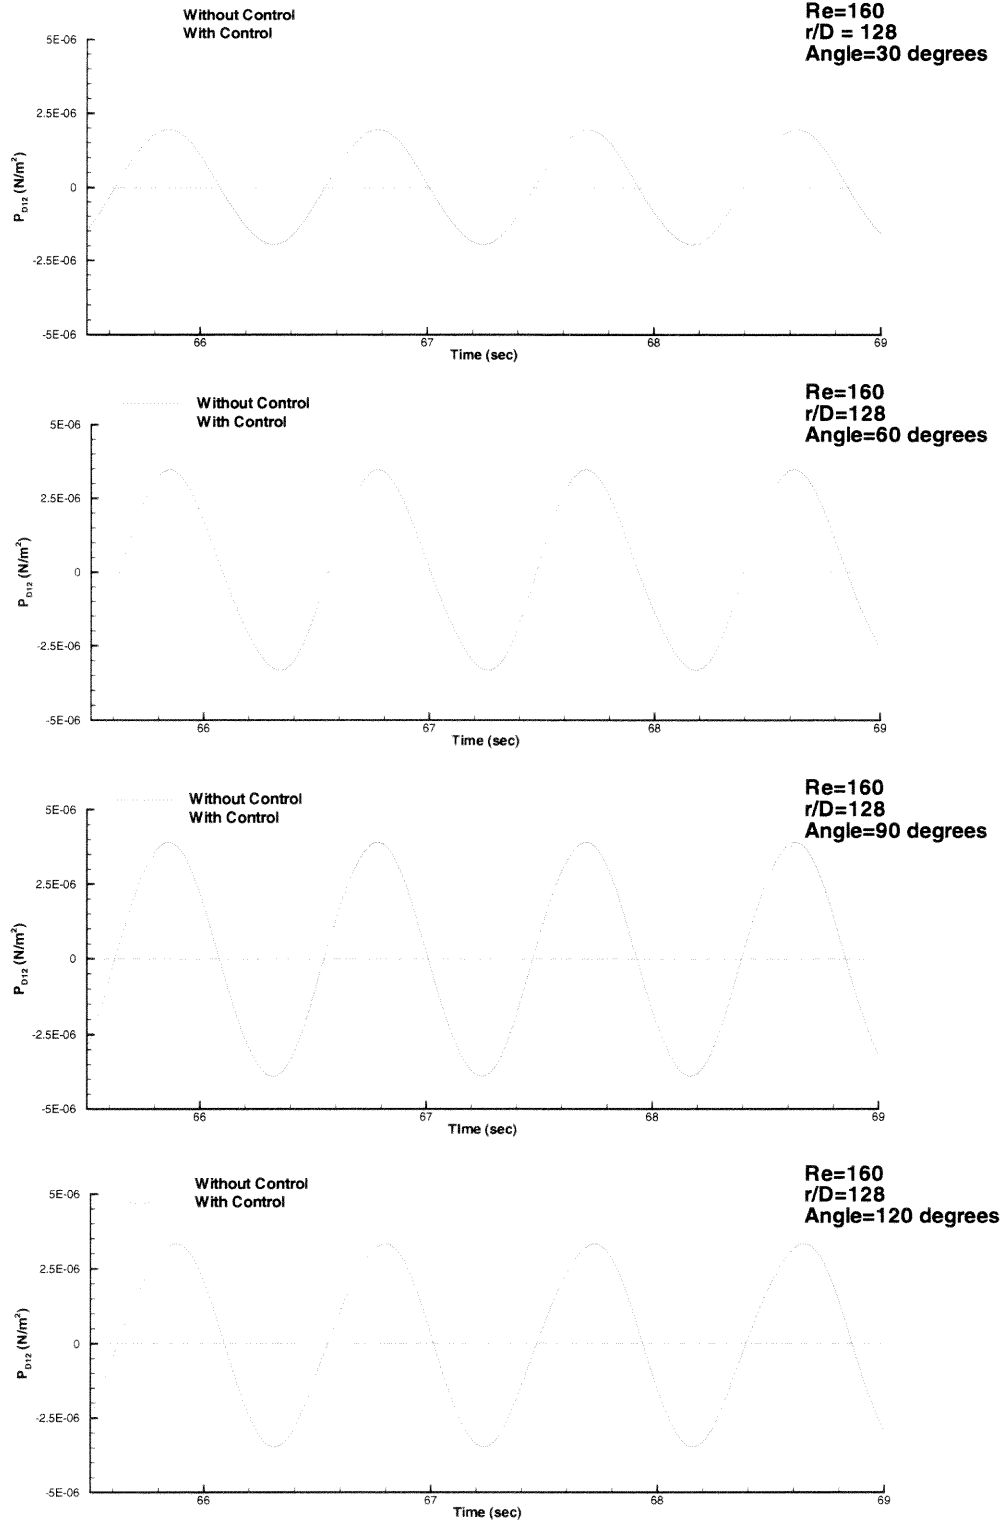 Without Control
With Control
Re=160
r/D = 128
Angle=30 degrees
5E-06
2.5E-06
0
-2.5E-06
-5E-06
P_D12 (N/m²)
66
67
68
69
Time (sec)
Without Control
With Control
Re=160
r/D=128
Angle=60 degrees
5E-06
2.5E-06
0
-2.5E-06
-5E-06
P_D12 (N/m²)
66
67
68
69
Time (sec)
Without Control
With Control
Re=160
r/D=128
Angle=90 degrees
5E-06
2.5E-06
0
-2.5E-06
-5E-06
P_D12 (N/m²)
66
67
68
69
Time (sec)
Without Control
With Control
Re=160
r/D=128
Angle=120 degrees
5E-06
2.5E-06
0
-2.5E-06
-5E-06
P_D12 (N/m²)
66
67
68
69
Time (sec)